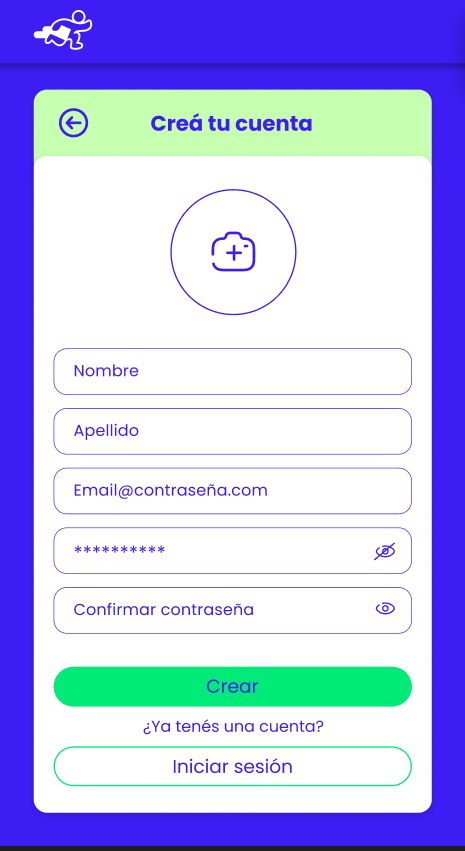 Creá tu cuenta
Nombre
Apellido
Email@contraseña.com
**********
Confirmar contraseña
Crear
¿Ya tenés una cuenta?
Iniciar sesión